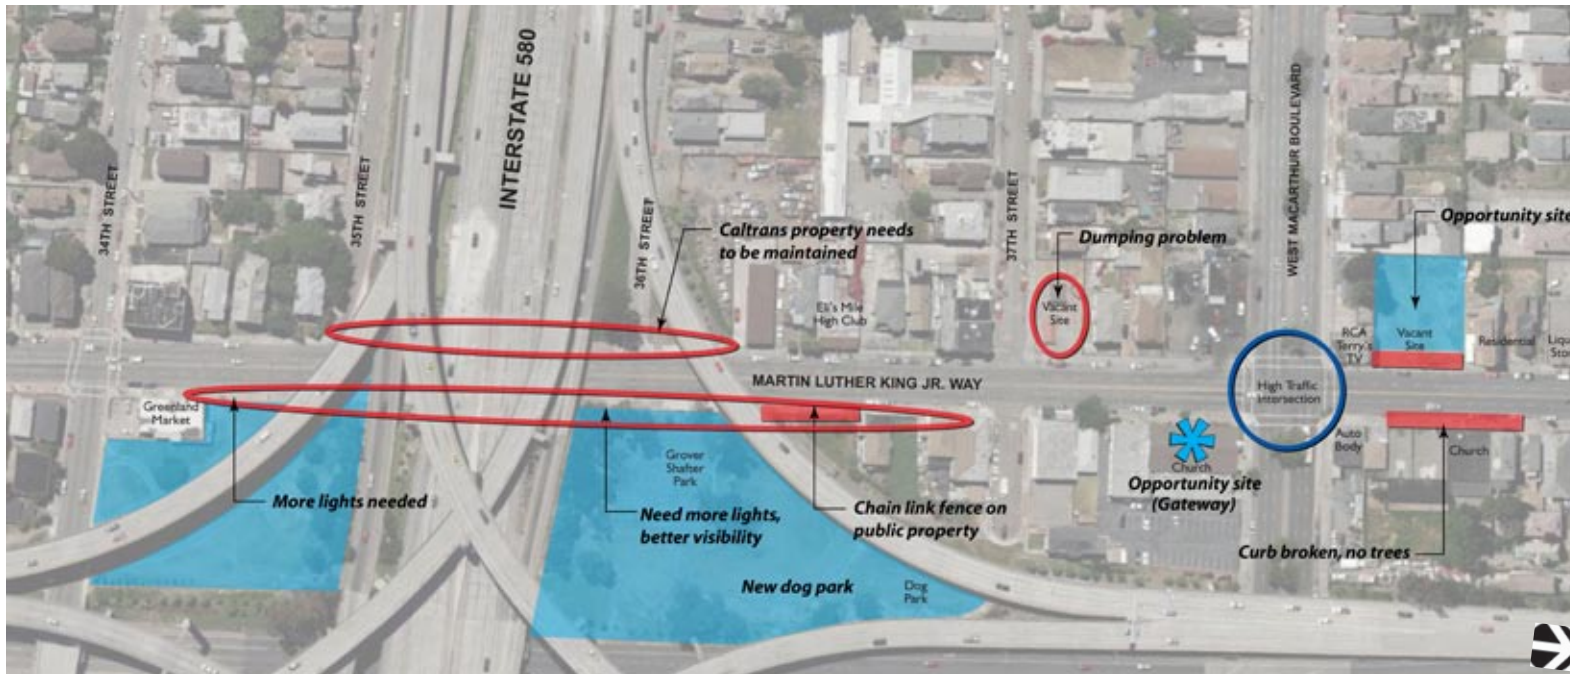 INTERSTATE 580
34TH STREET
35TH STREET
36TH STREET
37TH STREET
WEST MACARTHUR BOULEVARD
Caltrans property needs
to be maintained
Dumping problem
Opportunity site
Eli's Mile
High Club
Vacant
Site
RCA
Terry's
TV
Vacant
Site
Residential
MARTIN LUTHER KING JR. WAY
High Traffic
Intersection
Greenland
Market
Grover
Shafter
Park
Church
Auto
Body
Church
Opportunity site
(Gateway)
More lights needed
Need more lights,
better visibility
Chain link fence on
public property
Curb broken, no trees
New dog park
Dog
Park